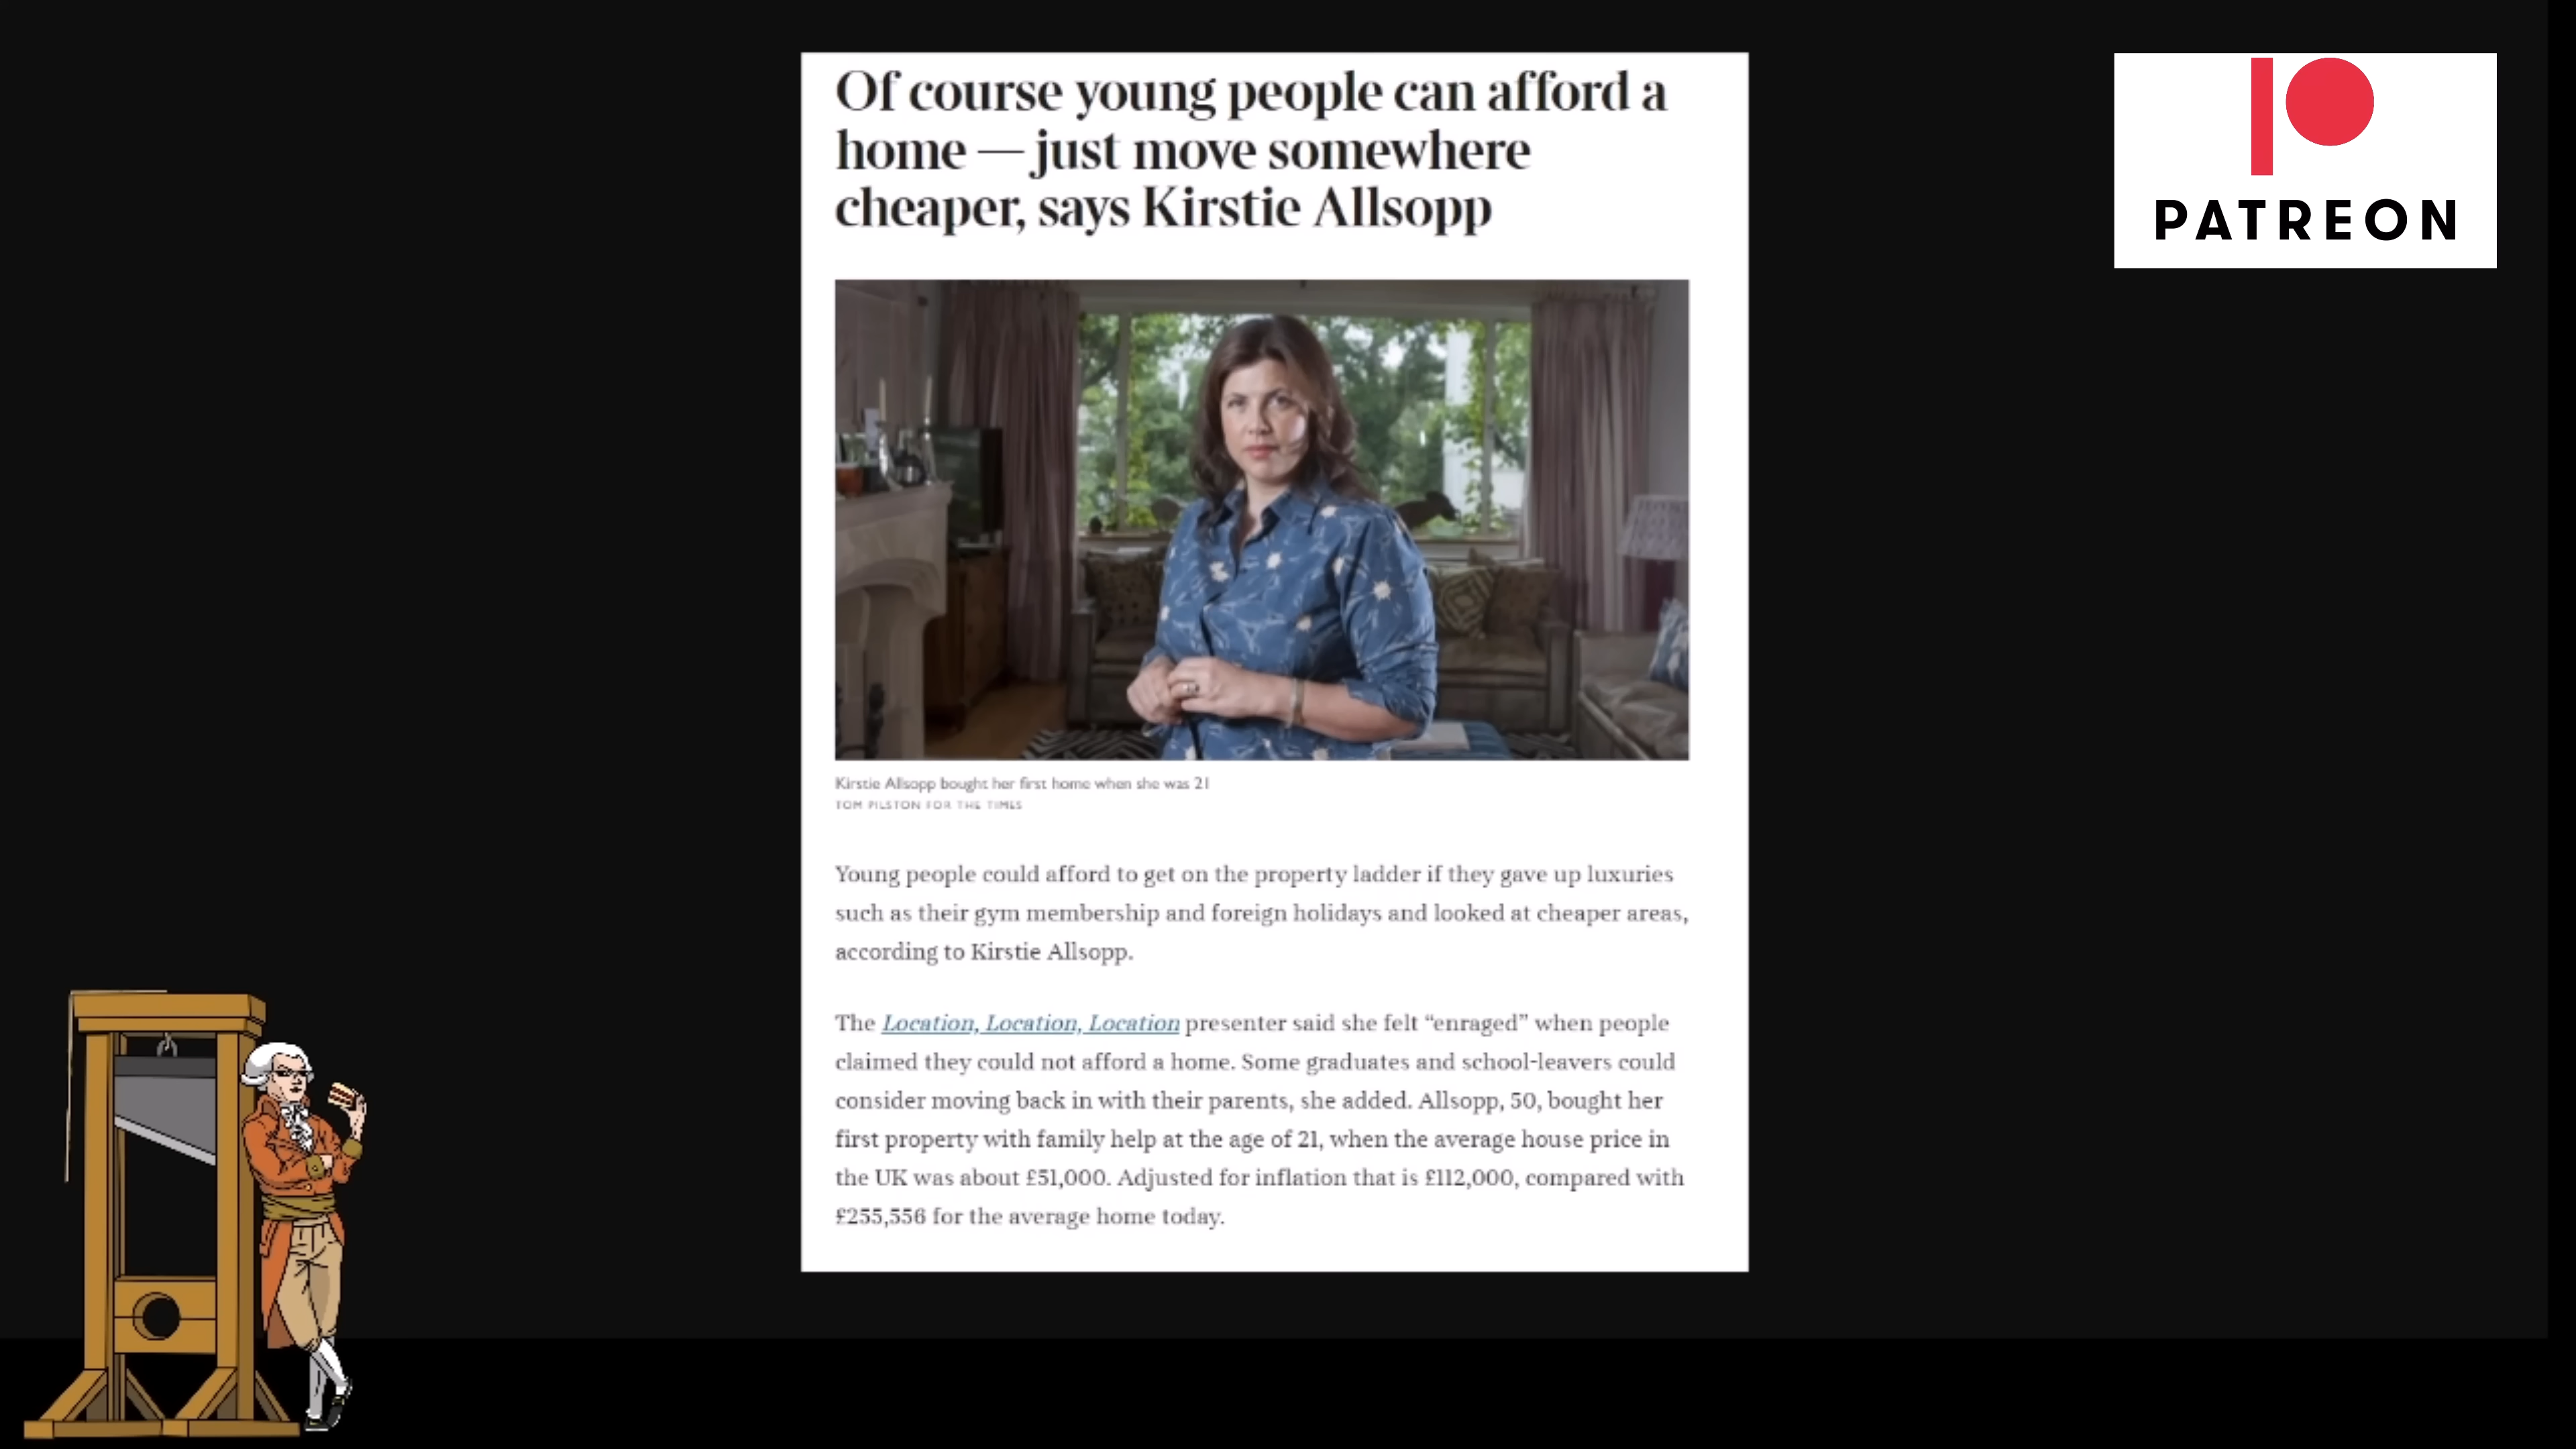 Of course young people can afford a
home — just move somewhere
cheaper, says Kirstie Allsopp
PATREON
Kirstie Allsopp bought her first home when she was 21
TOM PILSTON FOR THE TIMES
Young people could afford to get on the property ladder if they gave up luxuries
such as their gym membership and foreign holidays and looked at cheaper areas,
according to Kirstie Allsopp.
The Location, Location, Location presenter said she felt “enraged” when people
claimed they could not afford a home. Some graduates and school-leavers could
consider moving back in with their parents, she added. Allsopp, 50, bought her
first property with family help at the age of 21, when the average house price in
the UK was about £51,000. Adjusted for inflation that is £112,000, compared with
£255,556 for the average home today.